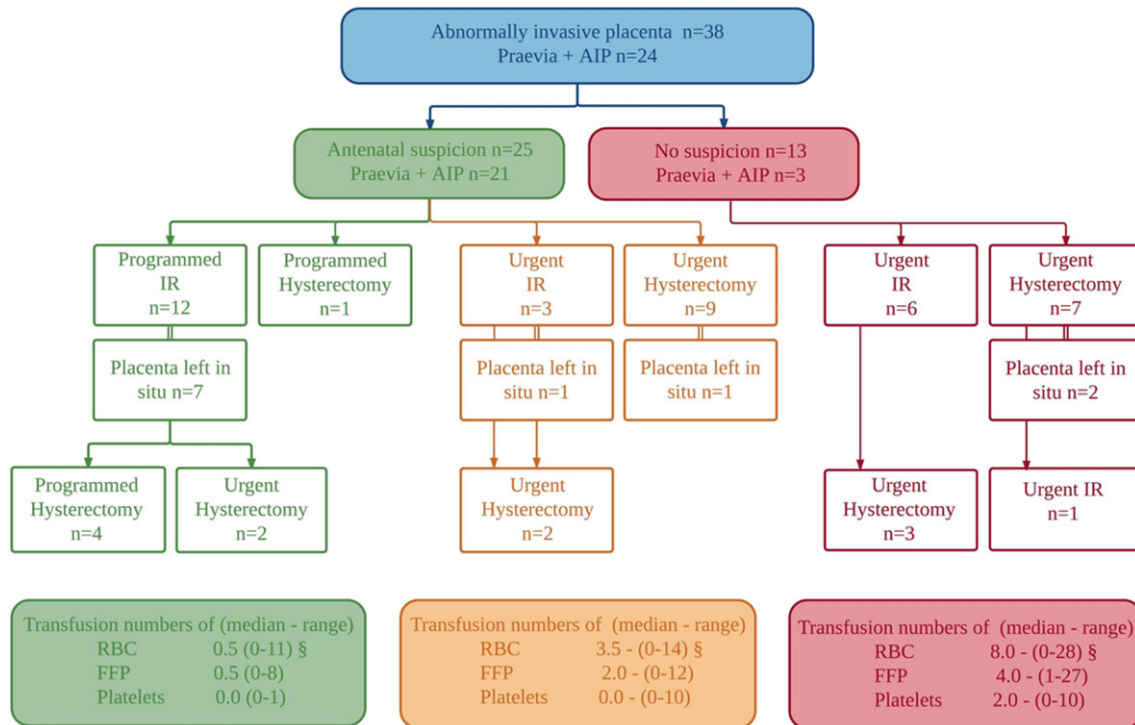 Abnormally invasive placenta n=38
Praevia + AIP n=24
Antenatal suspicion n=25
Praevia + AIP n=21
No suspicion n=13
Praevia + AIP n=3
Programmed
IR
n=12
Programmed
Hysterectomy
n=1
Urgent
IR
n=3
Urgent
Hysterectomy
n=9
Urgent
IR
n=6
Urgent
Hysterectomy
n=7
Placenta left in
situ n=7
Placenta left in
situ n=1
Placenta left in
situ n=1
Placenta left in
situ n=2
Programmed
Hysterectomy
n=4
Urgent
Hysterectomy
n=2
Urgent
Hysterectomy
n=2
Urgent
Hysterectomy
n=3
Urgent IR
n=1
Transfusion numbers of (median - range)
RBC 0.5 (0-11) §
FFP 0.5 (0-8)
Platelets 0.0 (0-1)
Transfusion numbers of (median - range)
RBC 3.5 - (0-14) §
FFP 2.0 - (0-12)
Platelets 0.0 - (0-10)
Transfusion numbers of (median - range)
RBC 8.0 - (0-28) §
FFP 4.0 - (1-27)
Platelets 2.0 - (0-10)